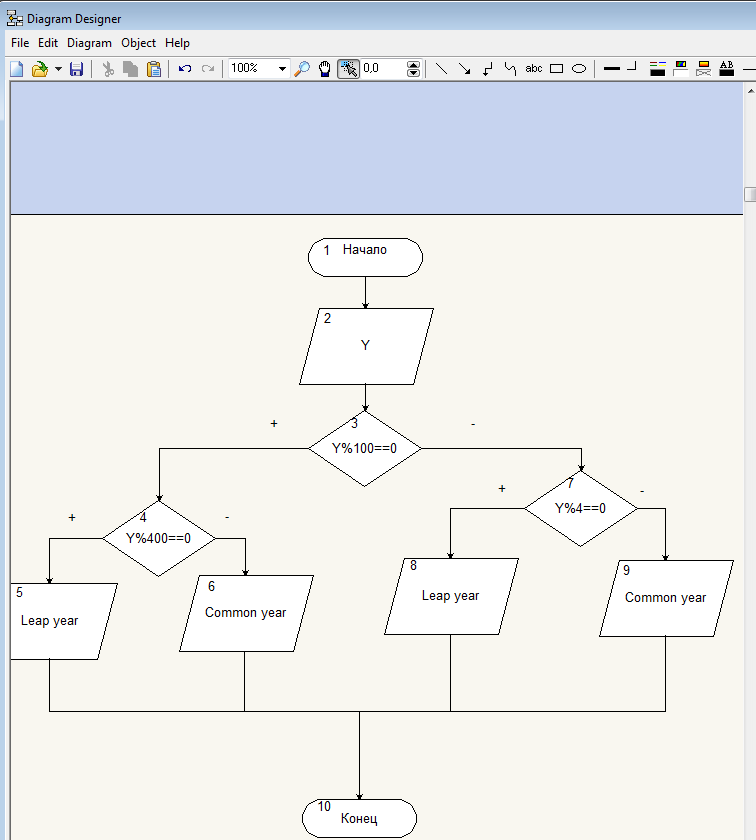 Diagram Designer
File Edit Diagram Object Help
100% 0,0 abc AB
1 Начало
2
Y
+ 3 -
Y%100==0
+ 7 -
Y%4==0
+ 4 -
Y%400==0
5
Leap year
6
Common year
8
Leap year
9
Common year
10
Конец